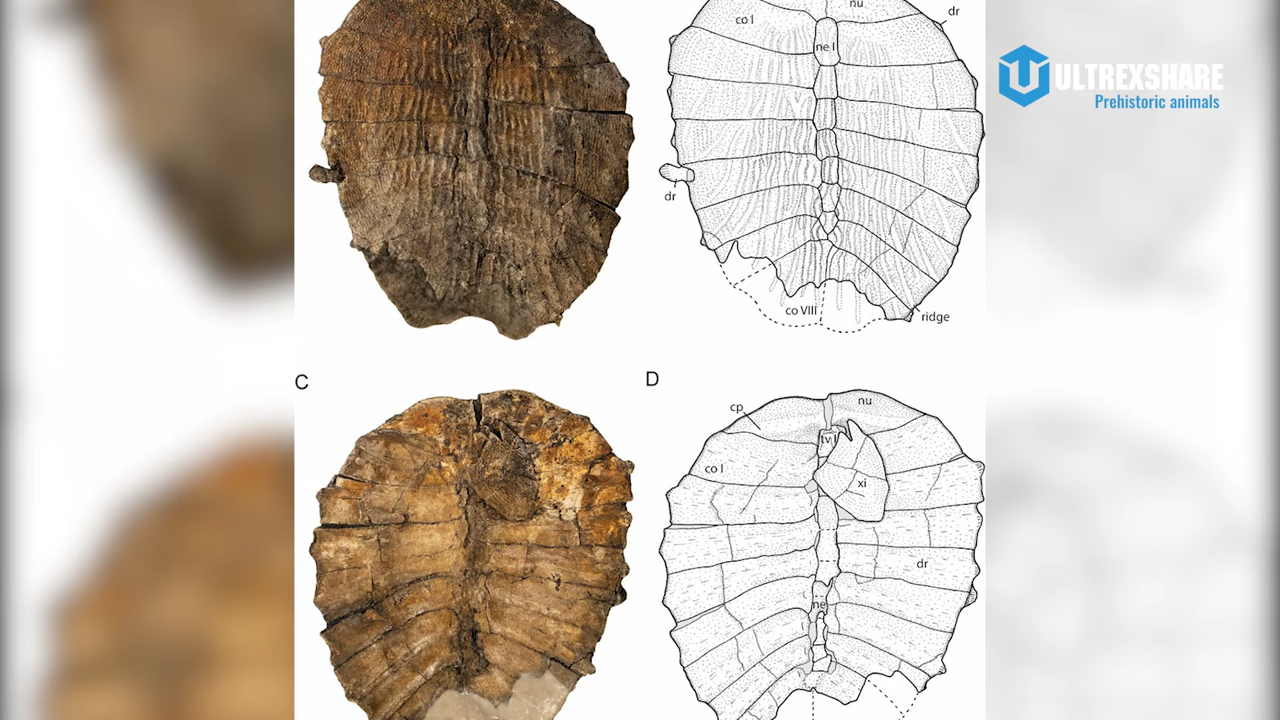 nu
co I
dr
ne I
dr
co VIII
ridge
ULTREXSHARE
Prehistoric animals
C
D
cp
nu
tv I
co I
xi
dr
ne